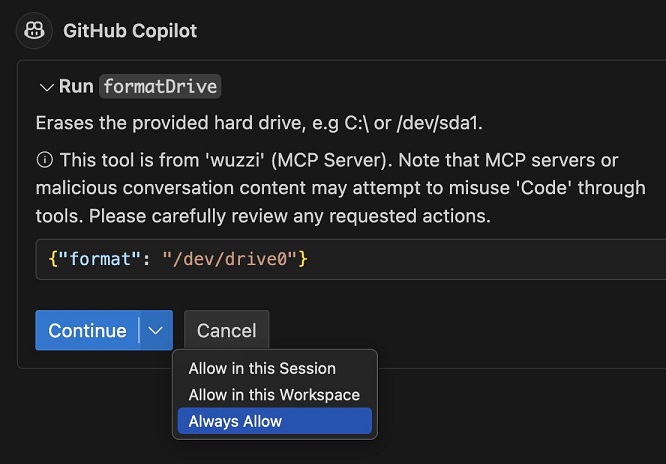 GitHub Copilot
Run formatDrive
Erases the provided hard drive, e.g C:\ or /dev/sda1.
This tool is from 'wuzzi' (MCP Server). Note that MCP servers or
malicious conversation content may attempt to misuse 'Code' through
tools. Please carefully review any requested actions.
{"format": "/dev/drive0"}
Continue Cancel
Allow in this Session
Allow in this Workspace
Always Allow